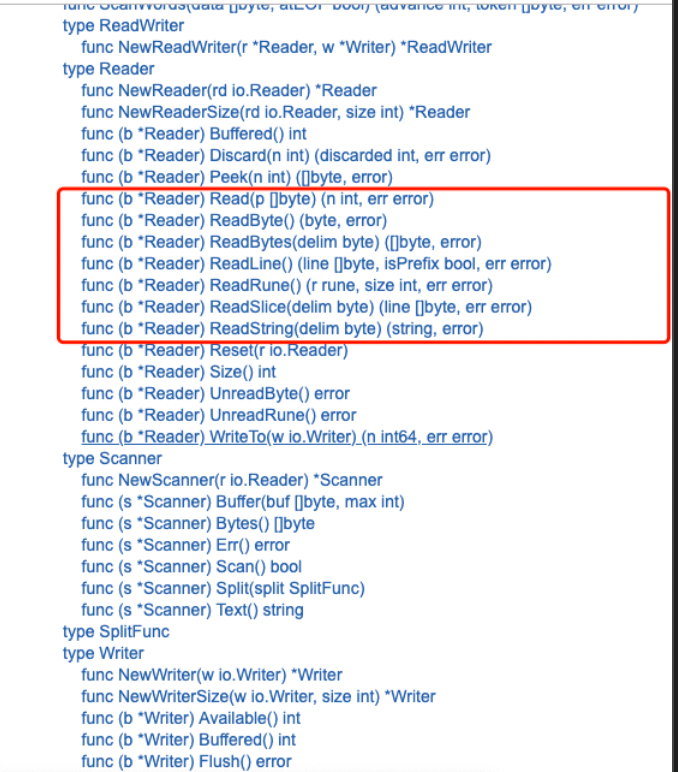 func ScanWords(data []byte, atEOF bool) (advance int, token []byte, err error)
type ReadWriter
func NewReadWriter(r *Reader, w *Writer) *ReadWriter
type Reader
func NewReader(rd io.Reader) *Reader
func NewReaderSize(rd io.Reader, size int) *Reader
func (b *Reader) Buffered() int
func (b *Reader) Discard(n int) (discarded int, err error)
func (b *Reader) Peek(n int) ([]byte, error)
func (b *Reader) Read(p []byte) (n int, err error)
func (b *Reader) ReadByte() (byte, error)
func (b *Reader) ReadBytes(delim byte) ([]byte, error)
func (b *Reader) ReadLine() (line []byte, isPrefix bool, err error)
func (b *Reader) ReadRune() (r rune, size int, err error)
func (b *Reader) ReadSlice(delim byte) (line []byte, err error)
func (b *Reader) ReadString(delim byte) (string, error)
func (b *Reader) Reset(r io.Reader)
func (b *Reader) Size() int
func (b *Reader) UnreadByte() error
func (b *Reader) UnreadRune() error
func (b *Reader) WriteTo(w io.Writer) (n int64, err error)
type Scanner
func NewScanner(r io.Reader) *Scanner
func (s *Scanner) Buffer(buf []byte, max int)
func (s *Scanner) Bytes() []byte
func (s *Scanner) Err() error
func (s *Scanner) Scan() bool
func (s *Scanner) Split(split SplitFunc)
func (s *Scanner) Text() string
type SplitFunc
type Writer
func NewWriter(w io.Writer) *Writer
func NewWriterSize(w io.Writer, size int) *Writer
func (b *Writer) Available() int
func (b *Writer) Buffered() int
func (b *Writer) Flush() error